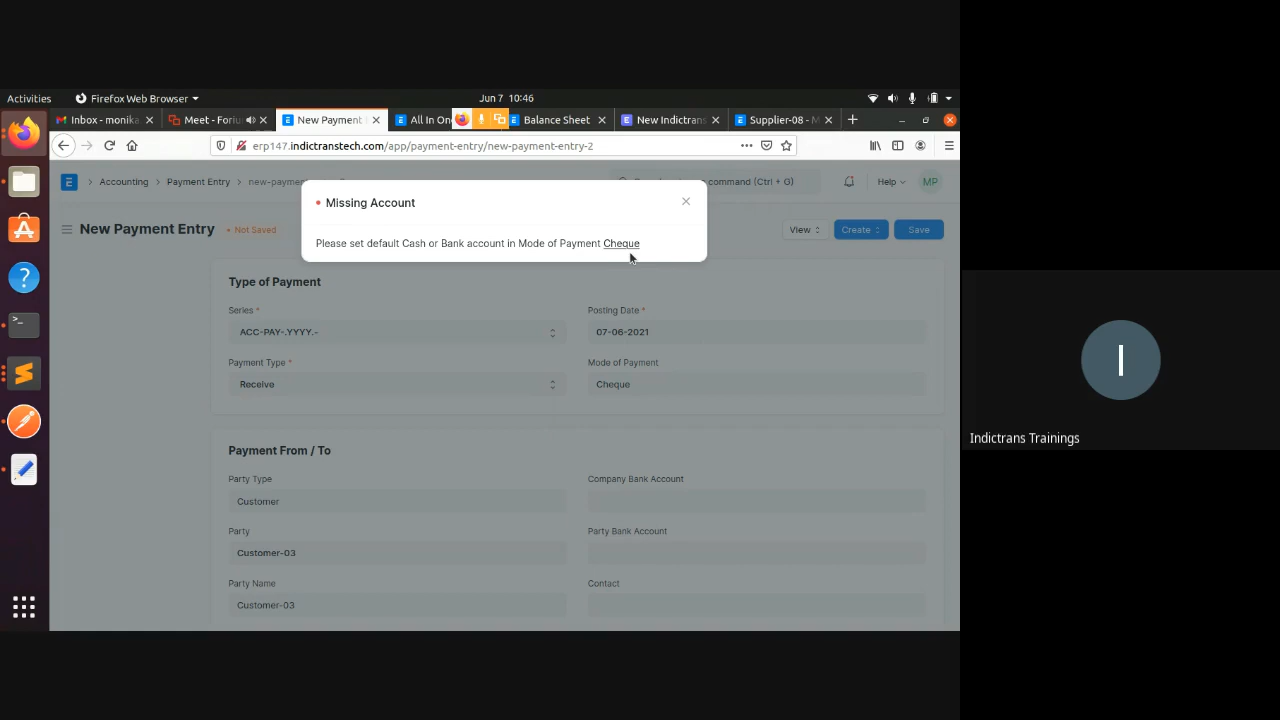 Activities
Firefox Web Browser
Jun 7 10:46
Inbox - monika
Meet - Foriu
New Payment
All In On
Balance Sheet
New Indictrans
Supplier-08 - M
erp147.indictranstech.com/app/payment-entry/new-payment-entry-2
E
Accounting
Payment Entry
new-paymen
command (Ctrl + G)
Help
MP
New Payment Entry
Not Saved
View
Create
Save
Missing Account
Please set default Cash or Bank account in Mode of Payment Cheque
Type of Payment
Series *
Posting Date *
ACC-PAY-.YYYY.-
07-06-2021
Payment Type *
Mode of Payment
Receive
Cheque
Payment From / To
Party Type
Company Bank Account
Customer
Party
Party Bank Account
Customer-03
Party Name
Contact
Customer-03
I
Indictrans Trainings